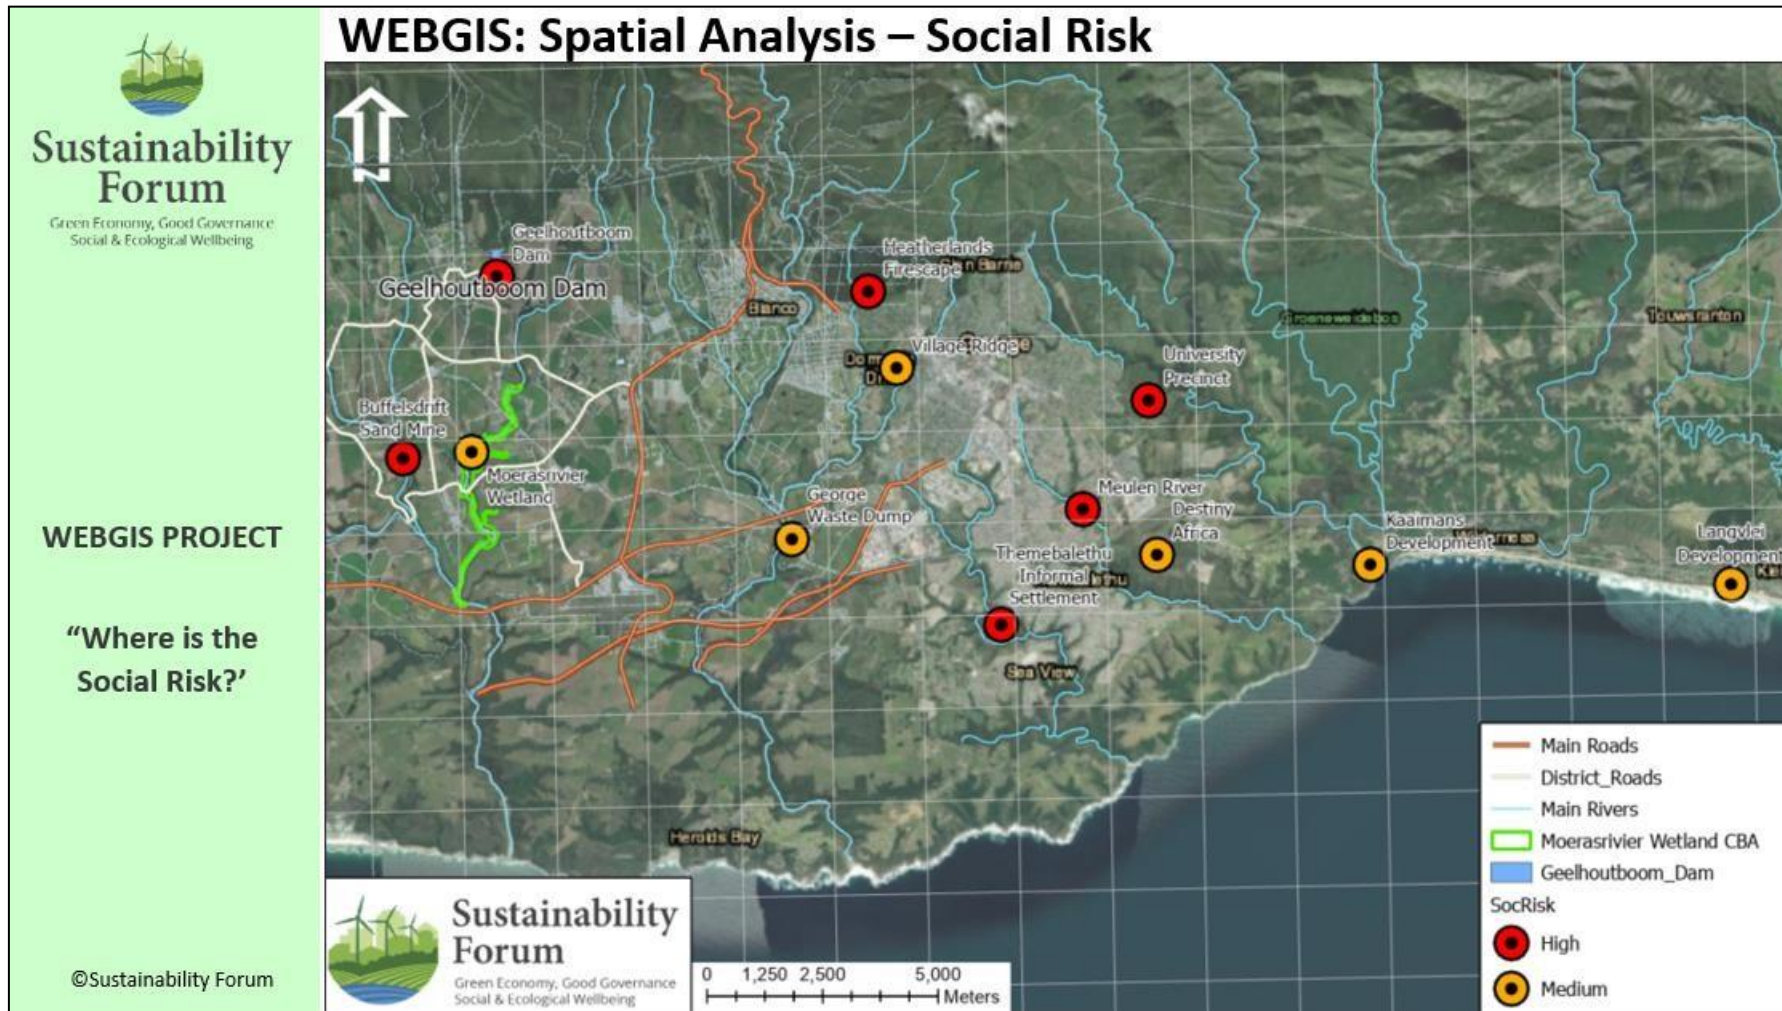 WEBGIS: Spatial Analysis – Social Risk
Sustainability
Forum
Green Economy, Good Governance
Social & Ecological Wellbeing
WEBGIS PROJECT
“Where is the
Social Risk?’
©Sustainability Forum
N
Geelhoutboom
Dam
Geelhoutboom Dam
Heatherlands
Firescape
Blanco
Groeneweidebos
Touwsranton
Village Ridge
University
Precinct
Buffelsdrift
Sand Mine
Moerasrivier
Wetland
George
Waste Dump
Meulen River
Destiny
Africa
Kaaimans
Development
Langvlei
Development
Themebalethu
Informal
Settlement
Sea View
Herolds Bay
Main Roads
District_Roads
Main Rivers
Moerasrivier Wetland CBA
Geelhoutboom_Dam
SocRisk
High
Medium
Sustainability
Forum
Green Economy, Good Governance
Social & Ecological Wellbeing
0 1,250 2,500 5,000
Meters